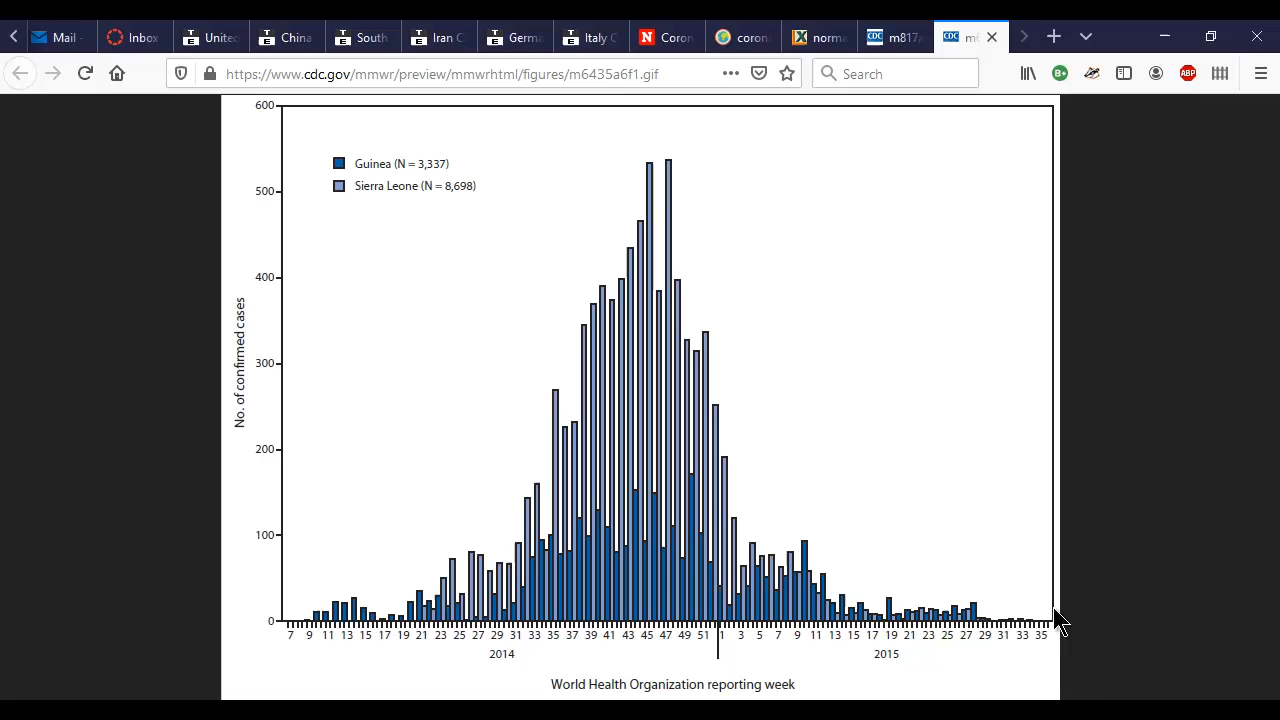 Mail
Inbox
United
China
South
Iran C
Germa
Italy C
Coron
coron
norma
m817
m6
https://www.cdc.gov/mmwr/preview/mmwrhtml/figures/m6435a6f1.gif
Search
B+
ABP
600
500
400
300
200
100
0
Guinea (N = 3,337)
Sierra Leone (N = 8,698)
No. of confirmed cases
7 9 11 13 15 17 19 21 23 25 27 29 31 33 35 37 39 41 43 45 47 49 51 1 3 5 7 9 11 13 15 17 19 21 23 25 27 29 31 33 35
2014 2015
World Health Organization reporting week